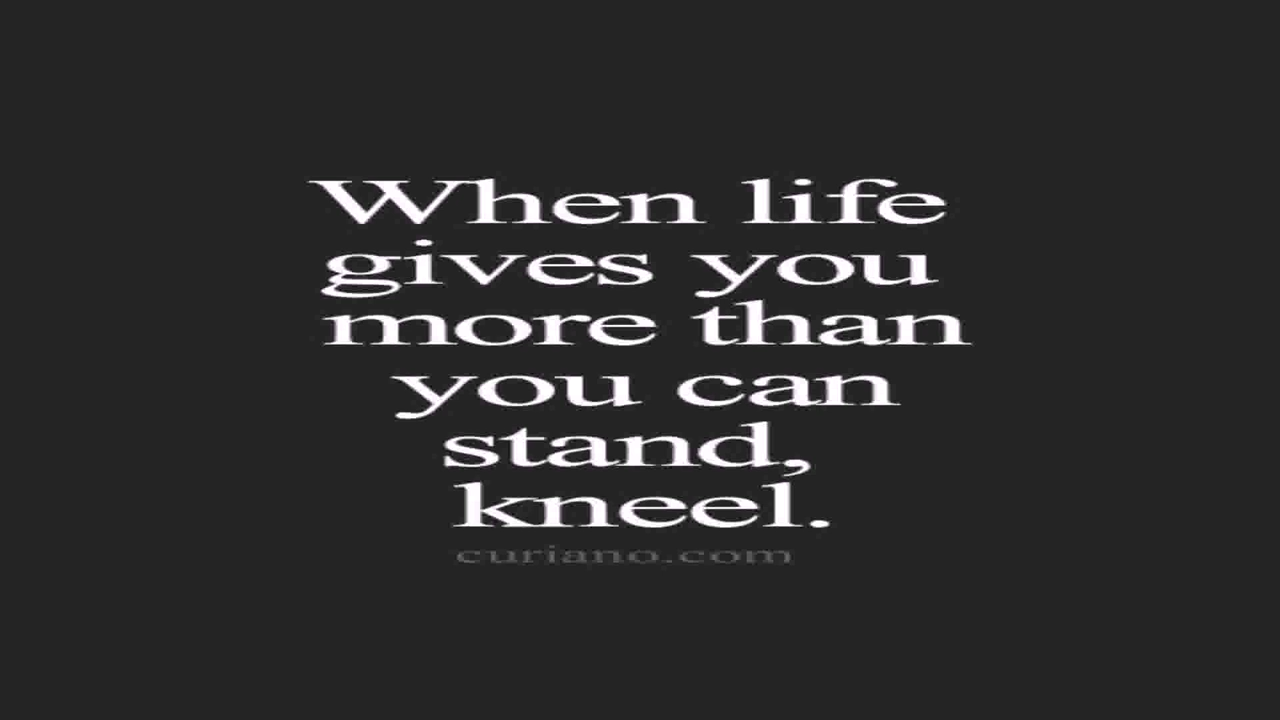 When life
gives you
more than
you can
stand,
kneel.
curiano.com